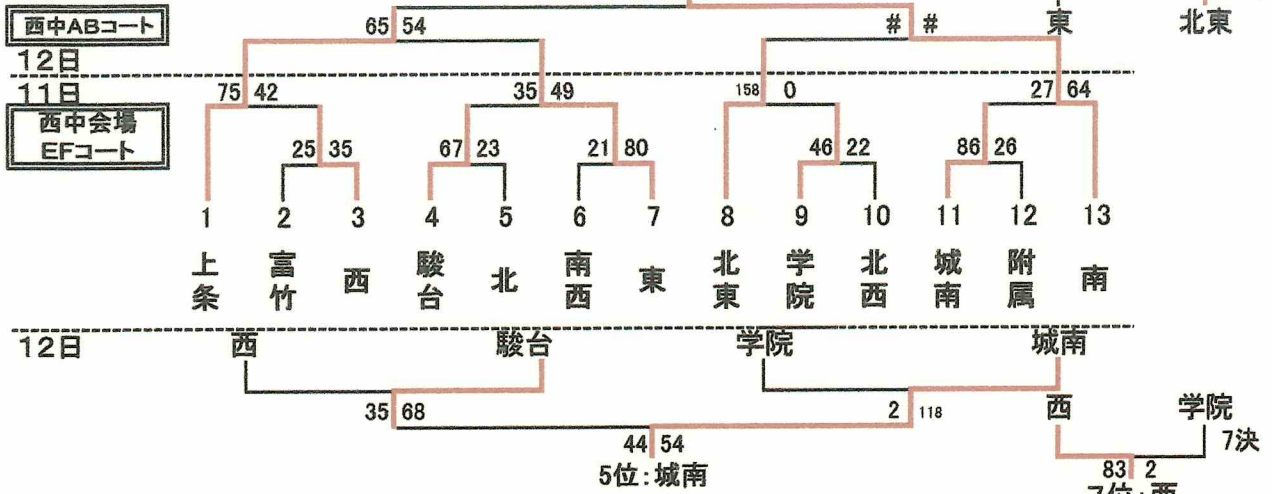 西中ABコート
65 54
# #
東 北東
12日
11日
75 42 35 49 158 0 27 64
西中会場
EFコート
25 35 67 23 21 80 46 22 86 26
1 2 3 4 5 6 7 8 9 10 11 12 13
上条 富竹 西 駿台 北 南西 東 北東 学院 北西 城南 附属 南
12日 西 駿台 学院 城南
35 68 2 118 西 学院
7決
44 54
83 2
5位:城南
7位:西